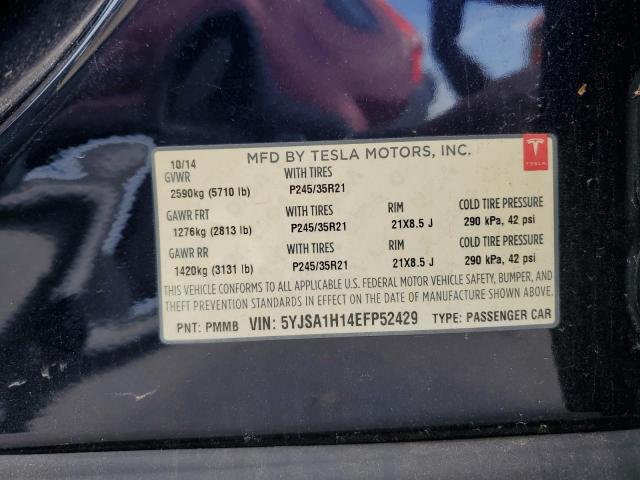 10/14 MFD BY TESLA MOTORS, INC. TESLA
GVWR WITH TIRES
2590kg (5710 lb) P245/35R21
GAWR FRT WITH TIRES RIM COLD TIRE PRESSURE
1276kg (2813 lb) P245/35R21 21X8.5 J 290 kPa, 42 psi
GAWR RR WITH TIRES RIM COLD TIRE PRESSURE
1420kg (3131 lb) P245/35R21 21X8.5 J 290 kPa, 42 psi
THIS VEHICLE CONFORMS TO ALL APPLICABLE U.S. FEDERAL MOTOR VEHICLE SAFETY, BUMPER, AND
THEFT PREVENTION STANDARDS IN EFFECT ON THE DATE OF MANUFACTURE SHOWN ABOVE.
PNT: PMMB VIN: 5YJSA1H14EFP52429 TYPE: PASSENGER CAR